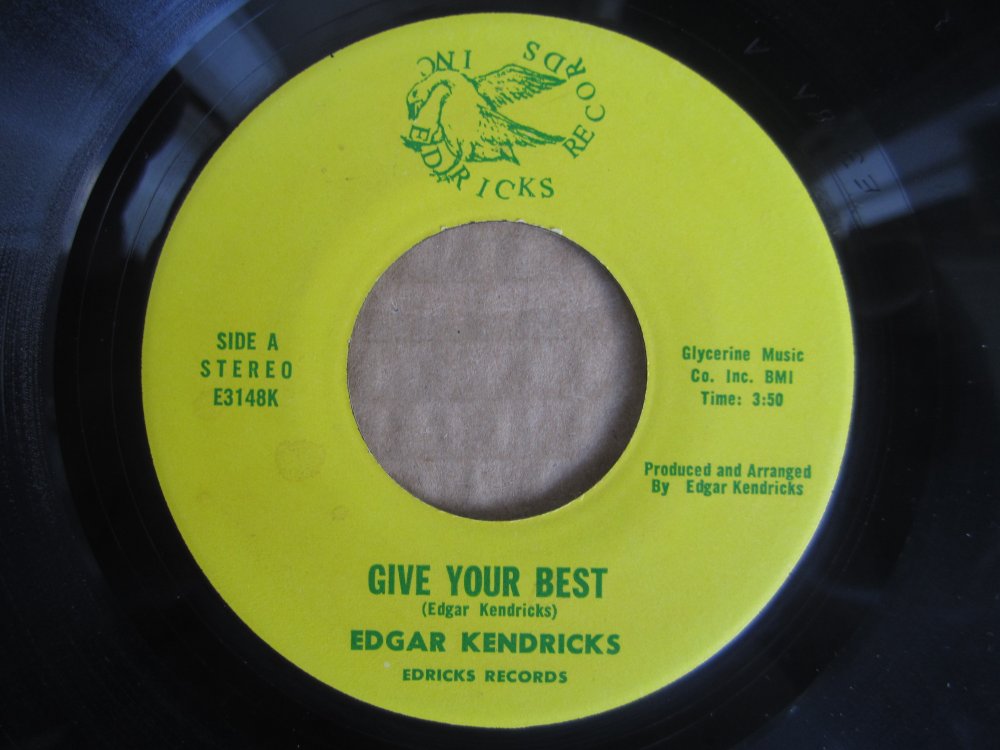 EDRICKS RECORDS INC
SIDE A
STEREO
E3148K
Glycerine Music
Co. Inc. BMI
Time: 3:50
Produced and Arranged
By Edgar Kendricks
GIVE YOUR BEST
(Edgar Kendricks)
EDGAR KENDRICKS
EDRICKS RECORDS